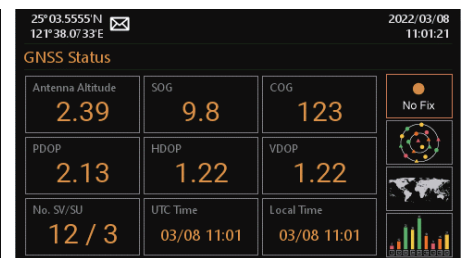 25° 03.5555'N
121° 38.0733'E
2022/03/08
11:01:21
GNSS Status
Antenna Altitude
2.39
SOG
9.8
COG
123
No Fix
PDOP
2.13
HDOP
1.22
VDOP
1.22
No. SV/SU
12 / 3
UTC Time
03/08 11:01
Local Time
03/08 11:01